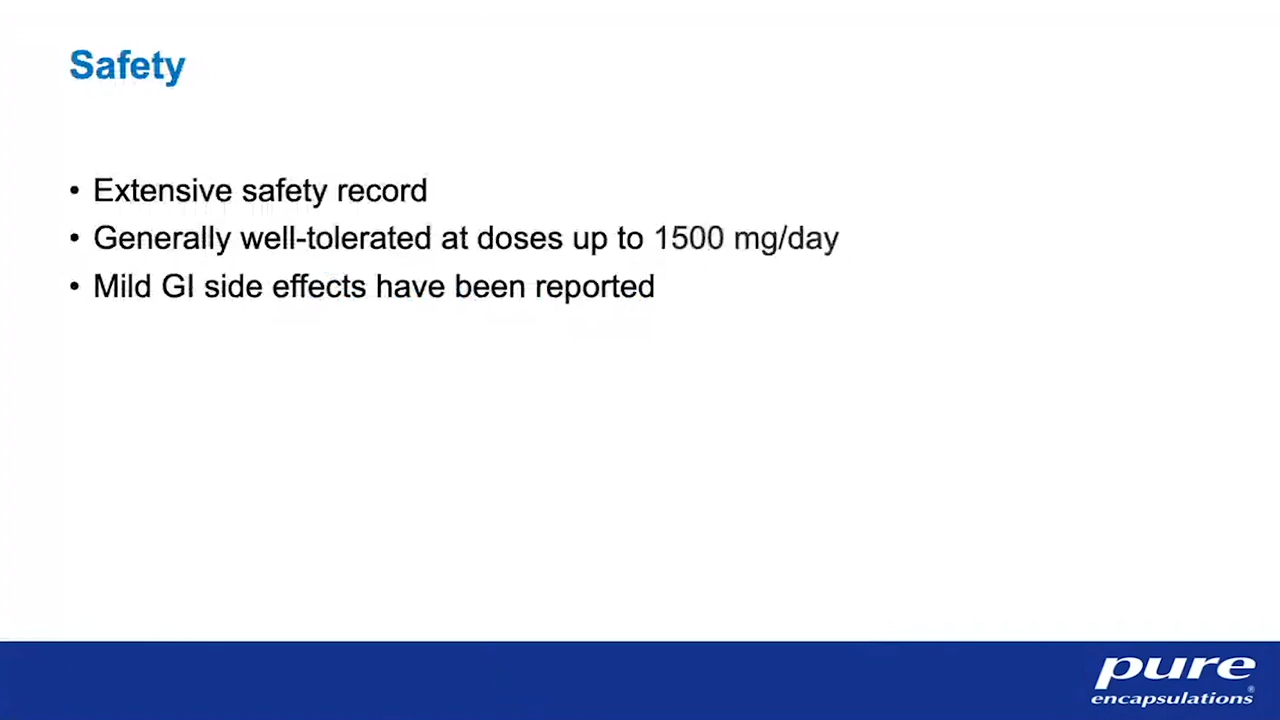 Safety
• Extensive safety record
• Generally well-tolerated at doses up to 1500 mg/day
• Mild GI side effects have been reported
pure
encapsulations®